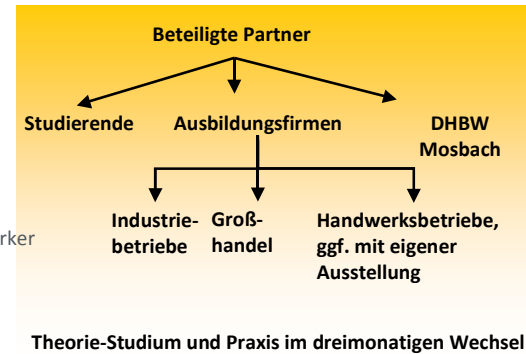 Beteiligte Partner
Studierende Ausbildungsfirmen DHBW
Mosbach
Industrie-
betriebe
Groß-
handel
Handwerksbetriebe,
ggf. mit eigener
Ausstellung
rker
Theorie-Studium und Praxis im dreimonatigen Wechsel